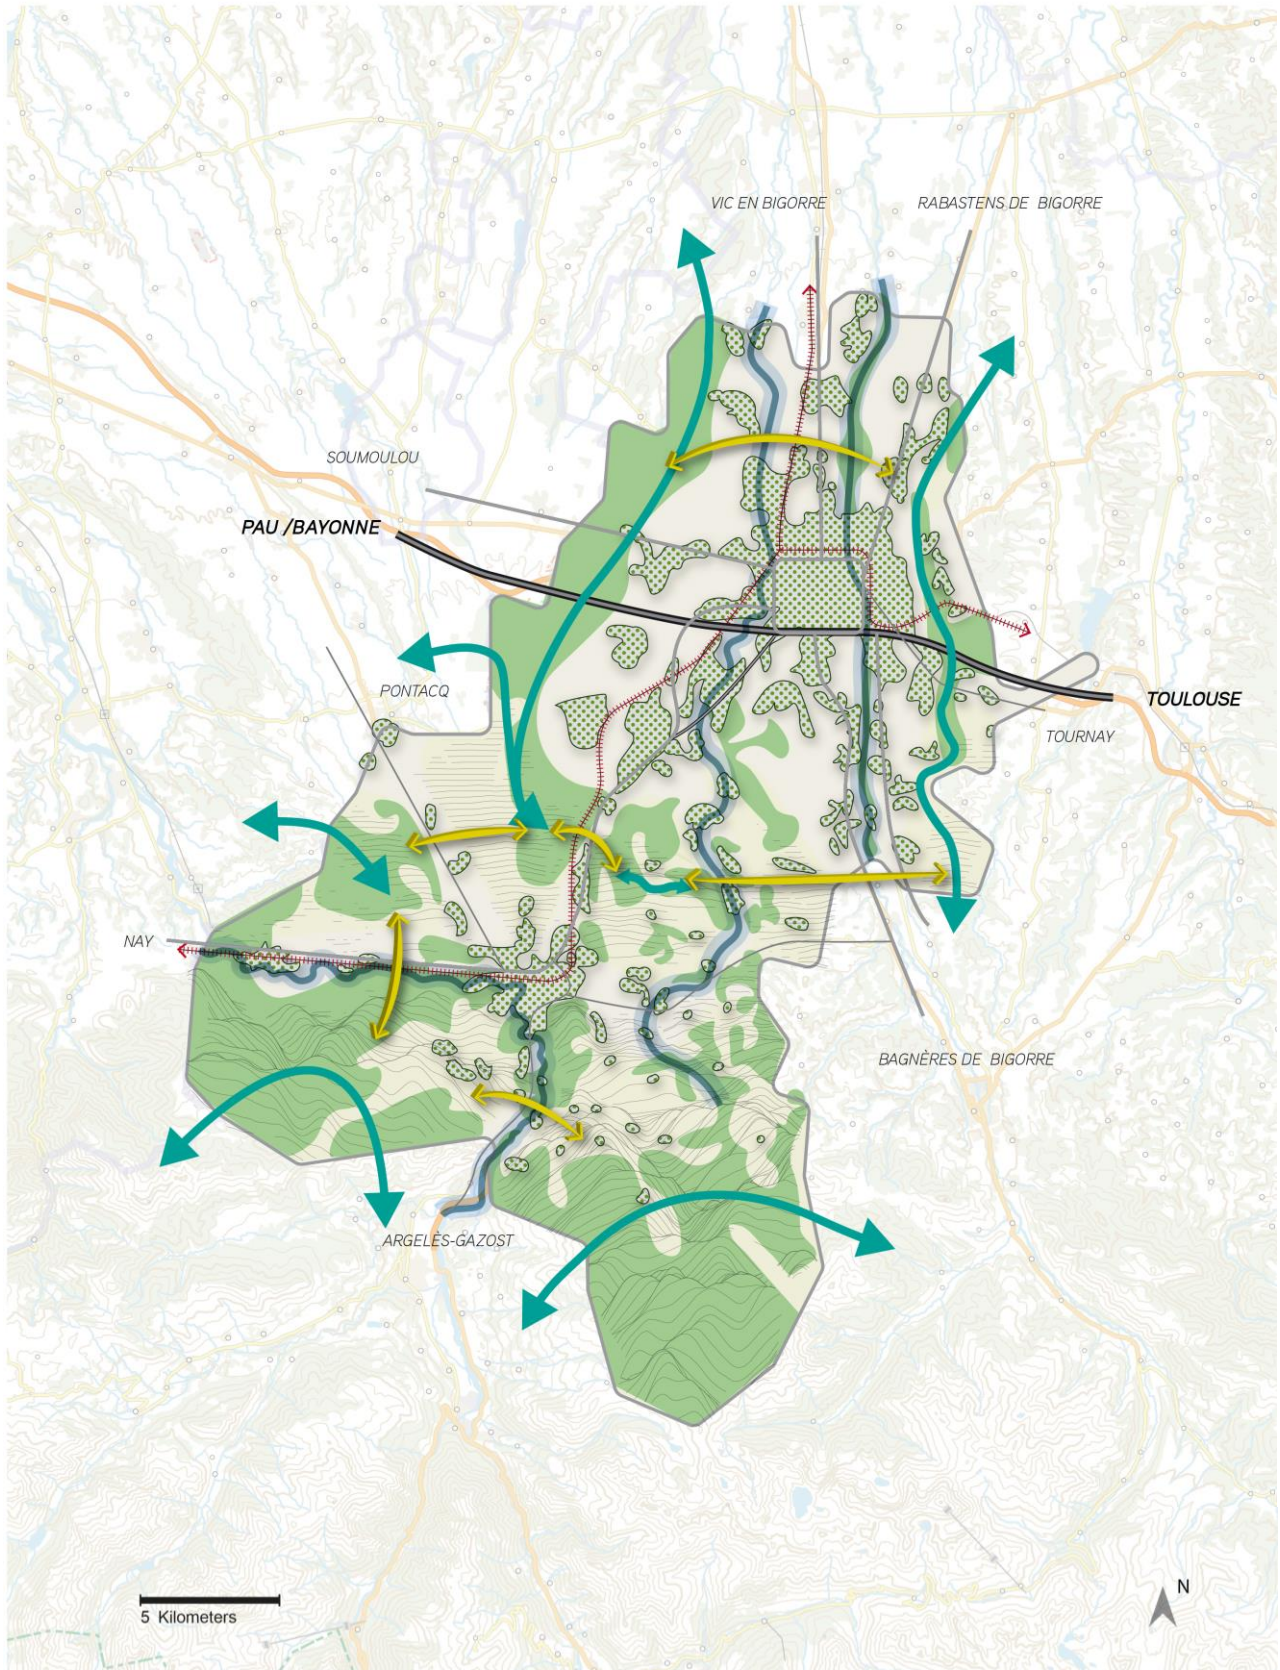 VIC EN BIGORRE
RABASTENS DE BIGORRE
SOUMOULOU
PAU /BAYONNE
PONTACQ
TOULOUSE
TOURNAY
NAY
BAGNÈRES DE BIGORRE
ARGELÈS-GAZOST
N
5 Kilometers